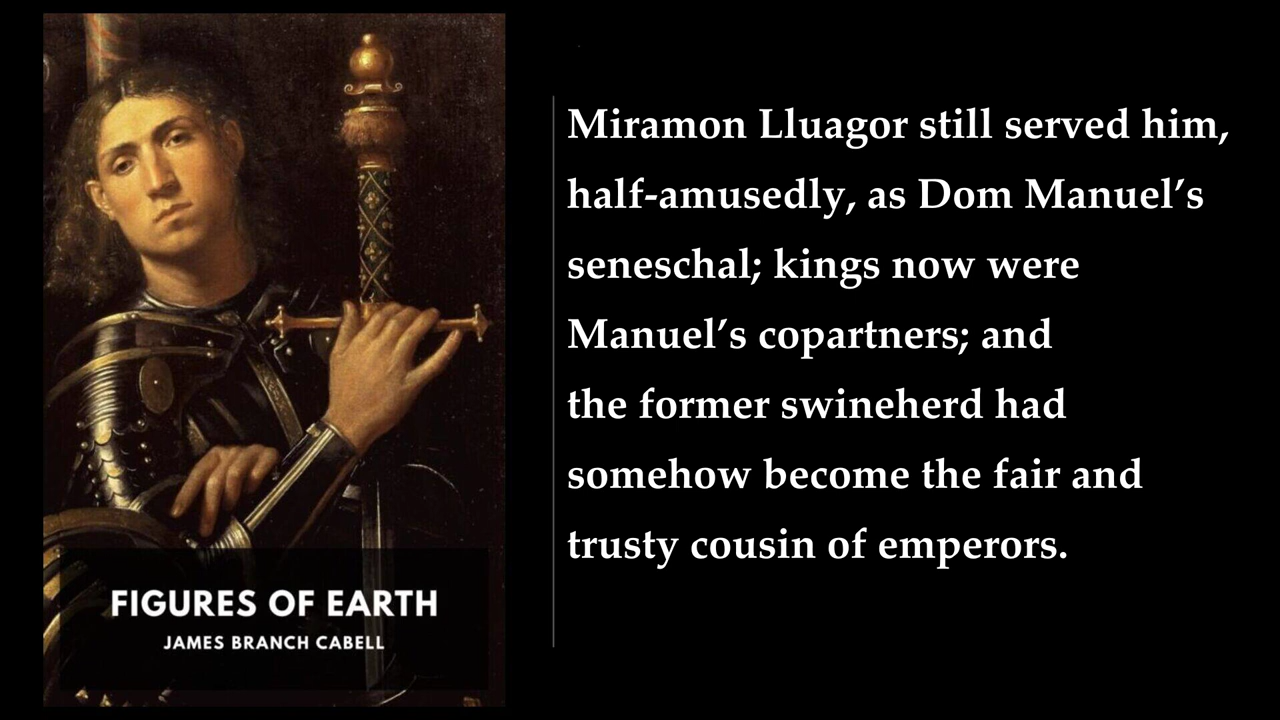 FIGURES OF EARTH
JAMES BRANCH CABELL
Miramon Lluagor still served him,
half-amusedly, as Dom Manuel’s
seneschal; kings now were
Manuel’s copartners; and
the former swineherd had
somehow become the fair and
trusty cousin of emperors.